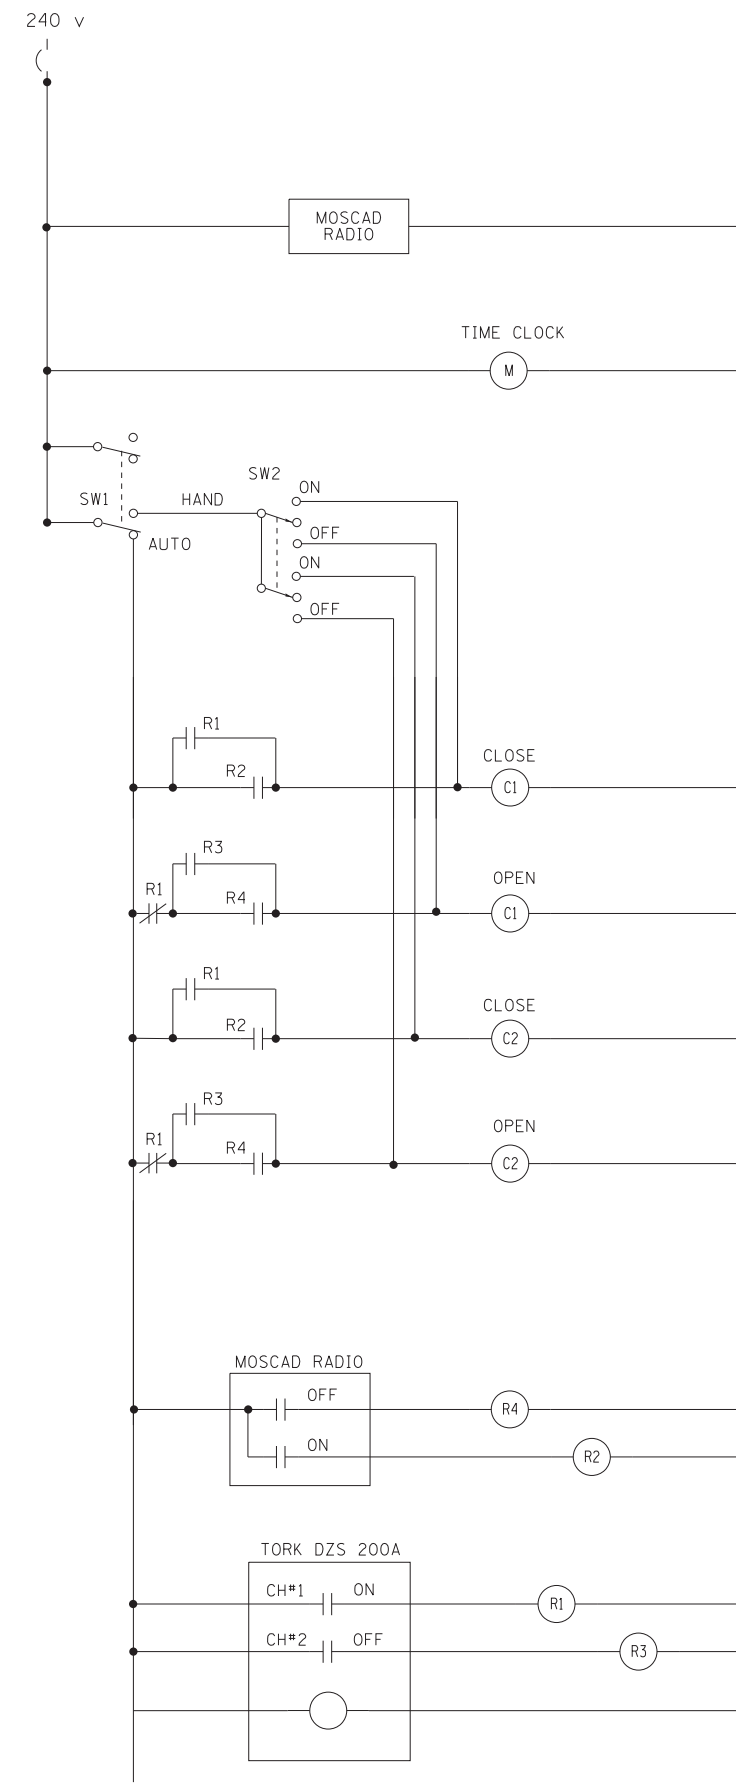 240 v
MOSCAD
RADIO
TIME CLOCK
M
SW2
ON
SW1
HAND
OFF
AUTO
ON
OFF
R1
CLOSE
R2
C1
R3
OPEN
R1
R4
C1
R1
CLOSE
R2
C2
R3
OPEN
R1
R4
C2
MOSCAD RADIO
OFF
R4
ON
R2
TORK DZS 200A
CH#1
ON
R1
CH#2
OFF
R3